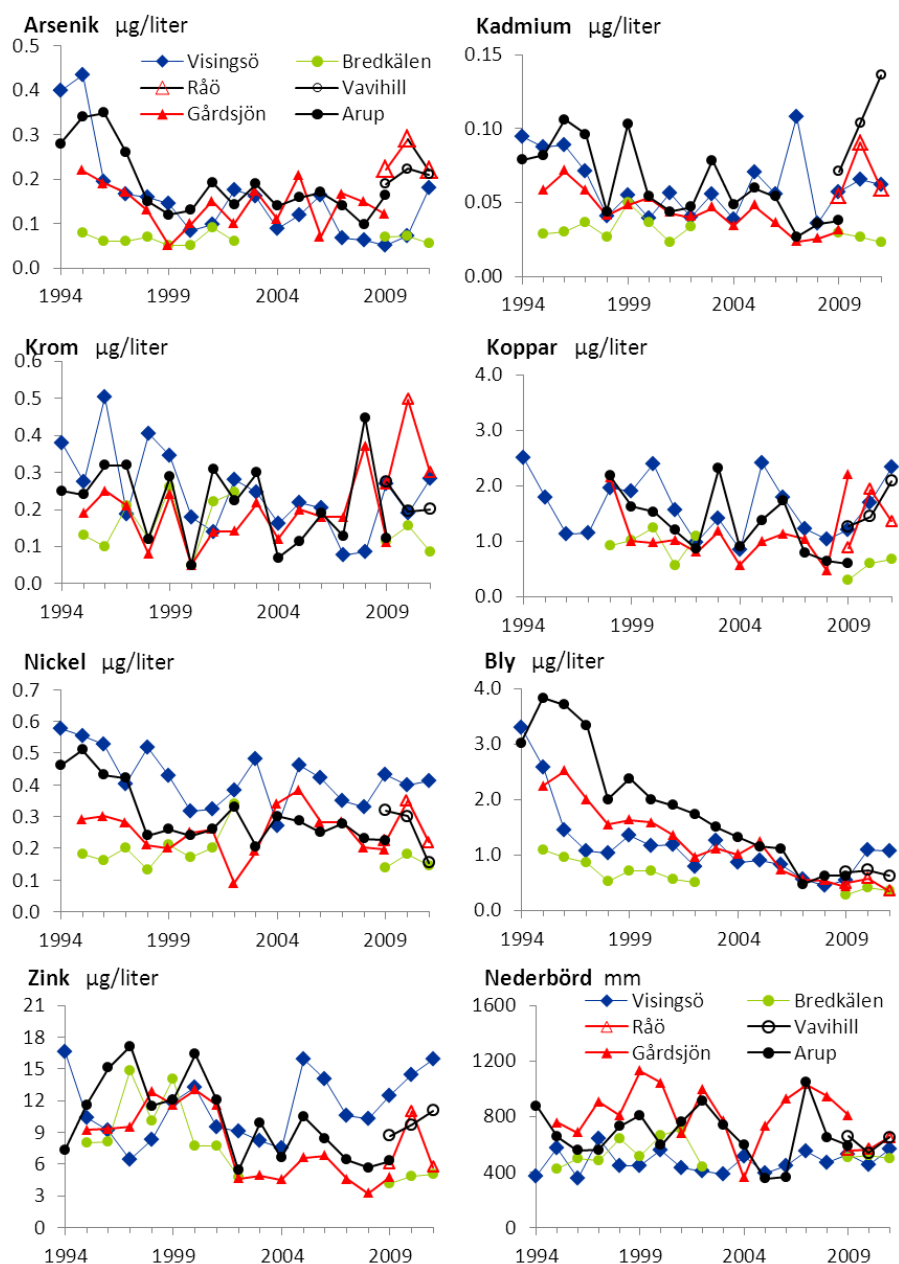 Arsenik µg/liter
Visingsö
Bredkälen
Råö
Vavihill
Gårdsjön
Arup
0.5
0.4
0.3
0.2
0.1
0.0
1994 1999 2004 2009
Kadmium µg/liter
0.15
0.10
0.05
0.00
1994 1999 2004 2009
Krom µg/liter
0.6
0.5
0.4
0.3
0.2
0.1
0.0
1994 1999 2004 2009
Koppar µg/liter
4.0
3.0
2.0
1.0
0.0
1994 1999 2004 2009
Nickel µg/liter
0.7
0.6
0.5
0.4
0.3
0.2
0.1
0.0
1994 1999 2004 2009
Bly µg/liter
4.0
3.0
2.0
1.0
0.0
1994 1999 2004 2009
Zink µg/liter
21
18
15
12
9
6
3
0
1994 1999 2004 2009
Nederbörd mm
Visingsö
Bredkälen
Råö
Vavihill
Gårdsjön
Arup
1600
1200
800
400
0
1994 1999 2004 2009